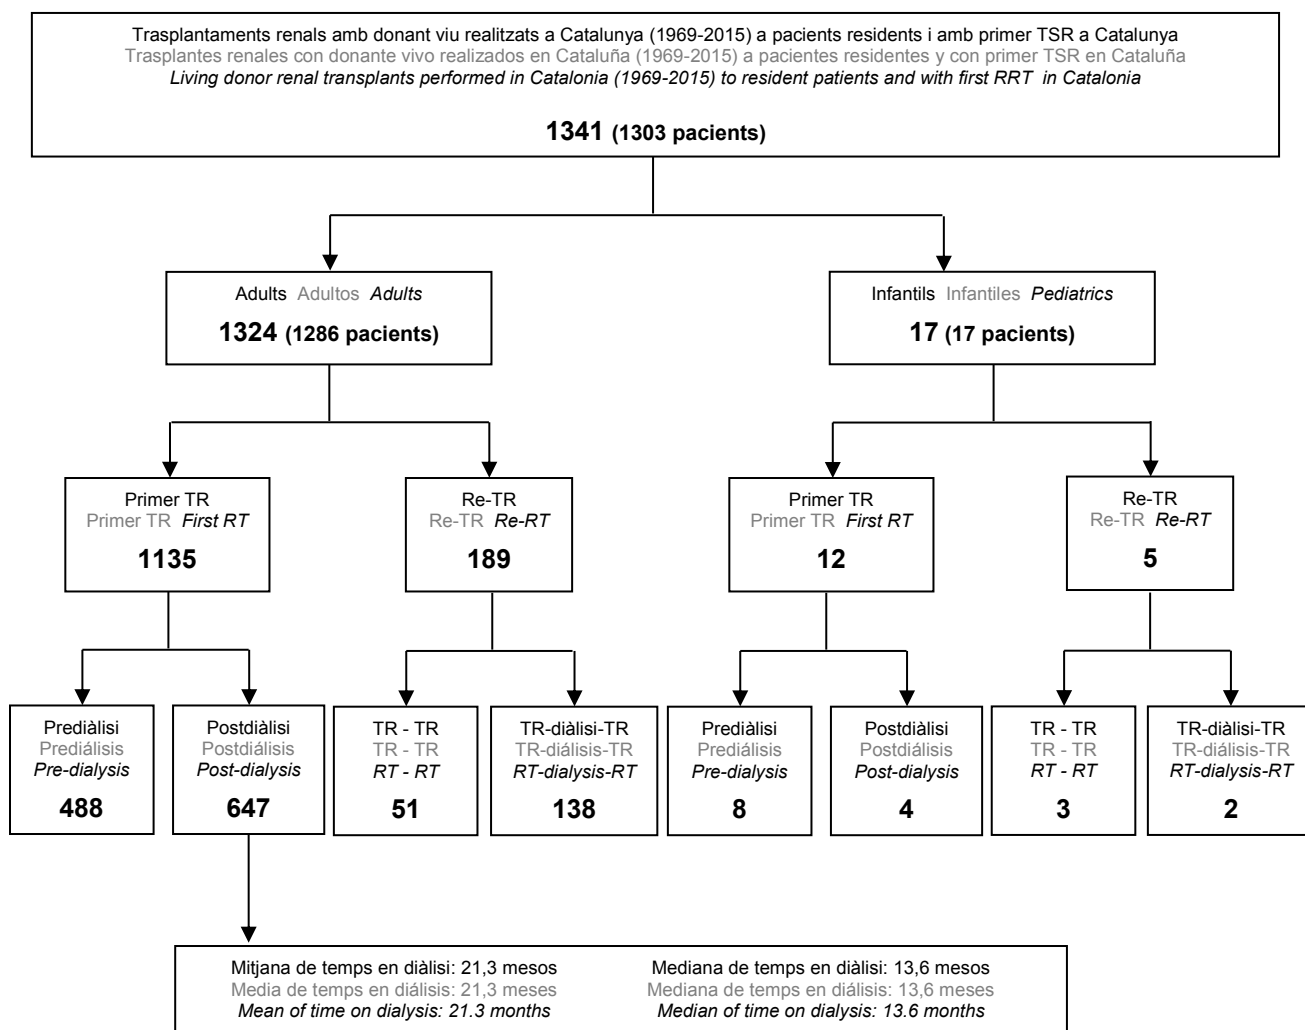 Trasplantaments renals amb donant viu realitzats a Catalunya (1969-2015) a pacients residents i amb primer TSR a Catalunya
Trasplantes renales con donante vivo realizados en Cataluña (1969-2015) a pacientes residentes y con primer TSR en Cataluña
Living donor renal transplants performed in Catalonia (1969-2015) to resident patients and with first RRT in Catalonia
1341 (1303 pacients)
Adults Adultos Adults
1324 (1286 pacients)
Infantils Infantiles Pediatrics
17 (17 pacients)
Primer TR
Primer TR First RT
1135
Re-TR
Re-TR Re-RT
189
Primer TR
Primer TR First RT
12
Re-TR
Re-TR Re-RT
5
Prediàlisi
Prediálisis
Pre-dialysis
488
Postdiàlisi
Postdiálisis
Post-dialysis
647
TR - TR
TR - TR
RT - RT
51
TR-diàlisi-TR
TR-diálisis-TR
RT-dialysis-RT
138
Prediàlisi
Prediálisis
Pre-dialysis
8
Postdiàlisi
Postdiálisis
Post-dialysis
4
TR - TR
TR - TR
RT - RT
3
TR-diàlisi-TR
TR-diálisis-TR
RT-dialysis-RT
2
Mitjana de temps en diàlisi: 21,3 mesos
Media de temps en diálisis: 21,3 meses
Mean of time on dialysis: 21.3 months
Mediana de temps en diàlisi: 13,6 mesos
Mediana de temps en diálisis: 13,6 meses
Median of time on dialysis: 13.6 months